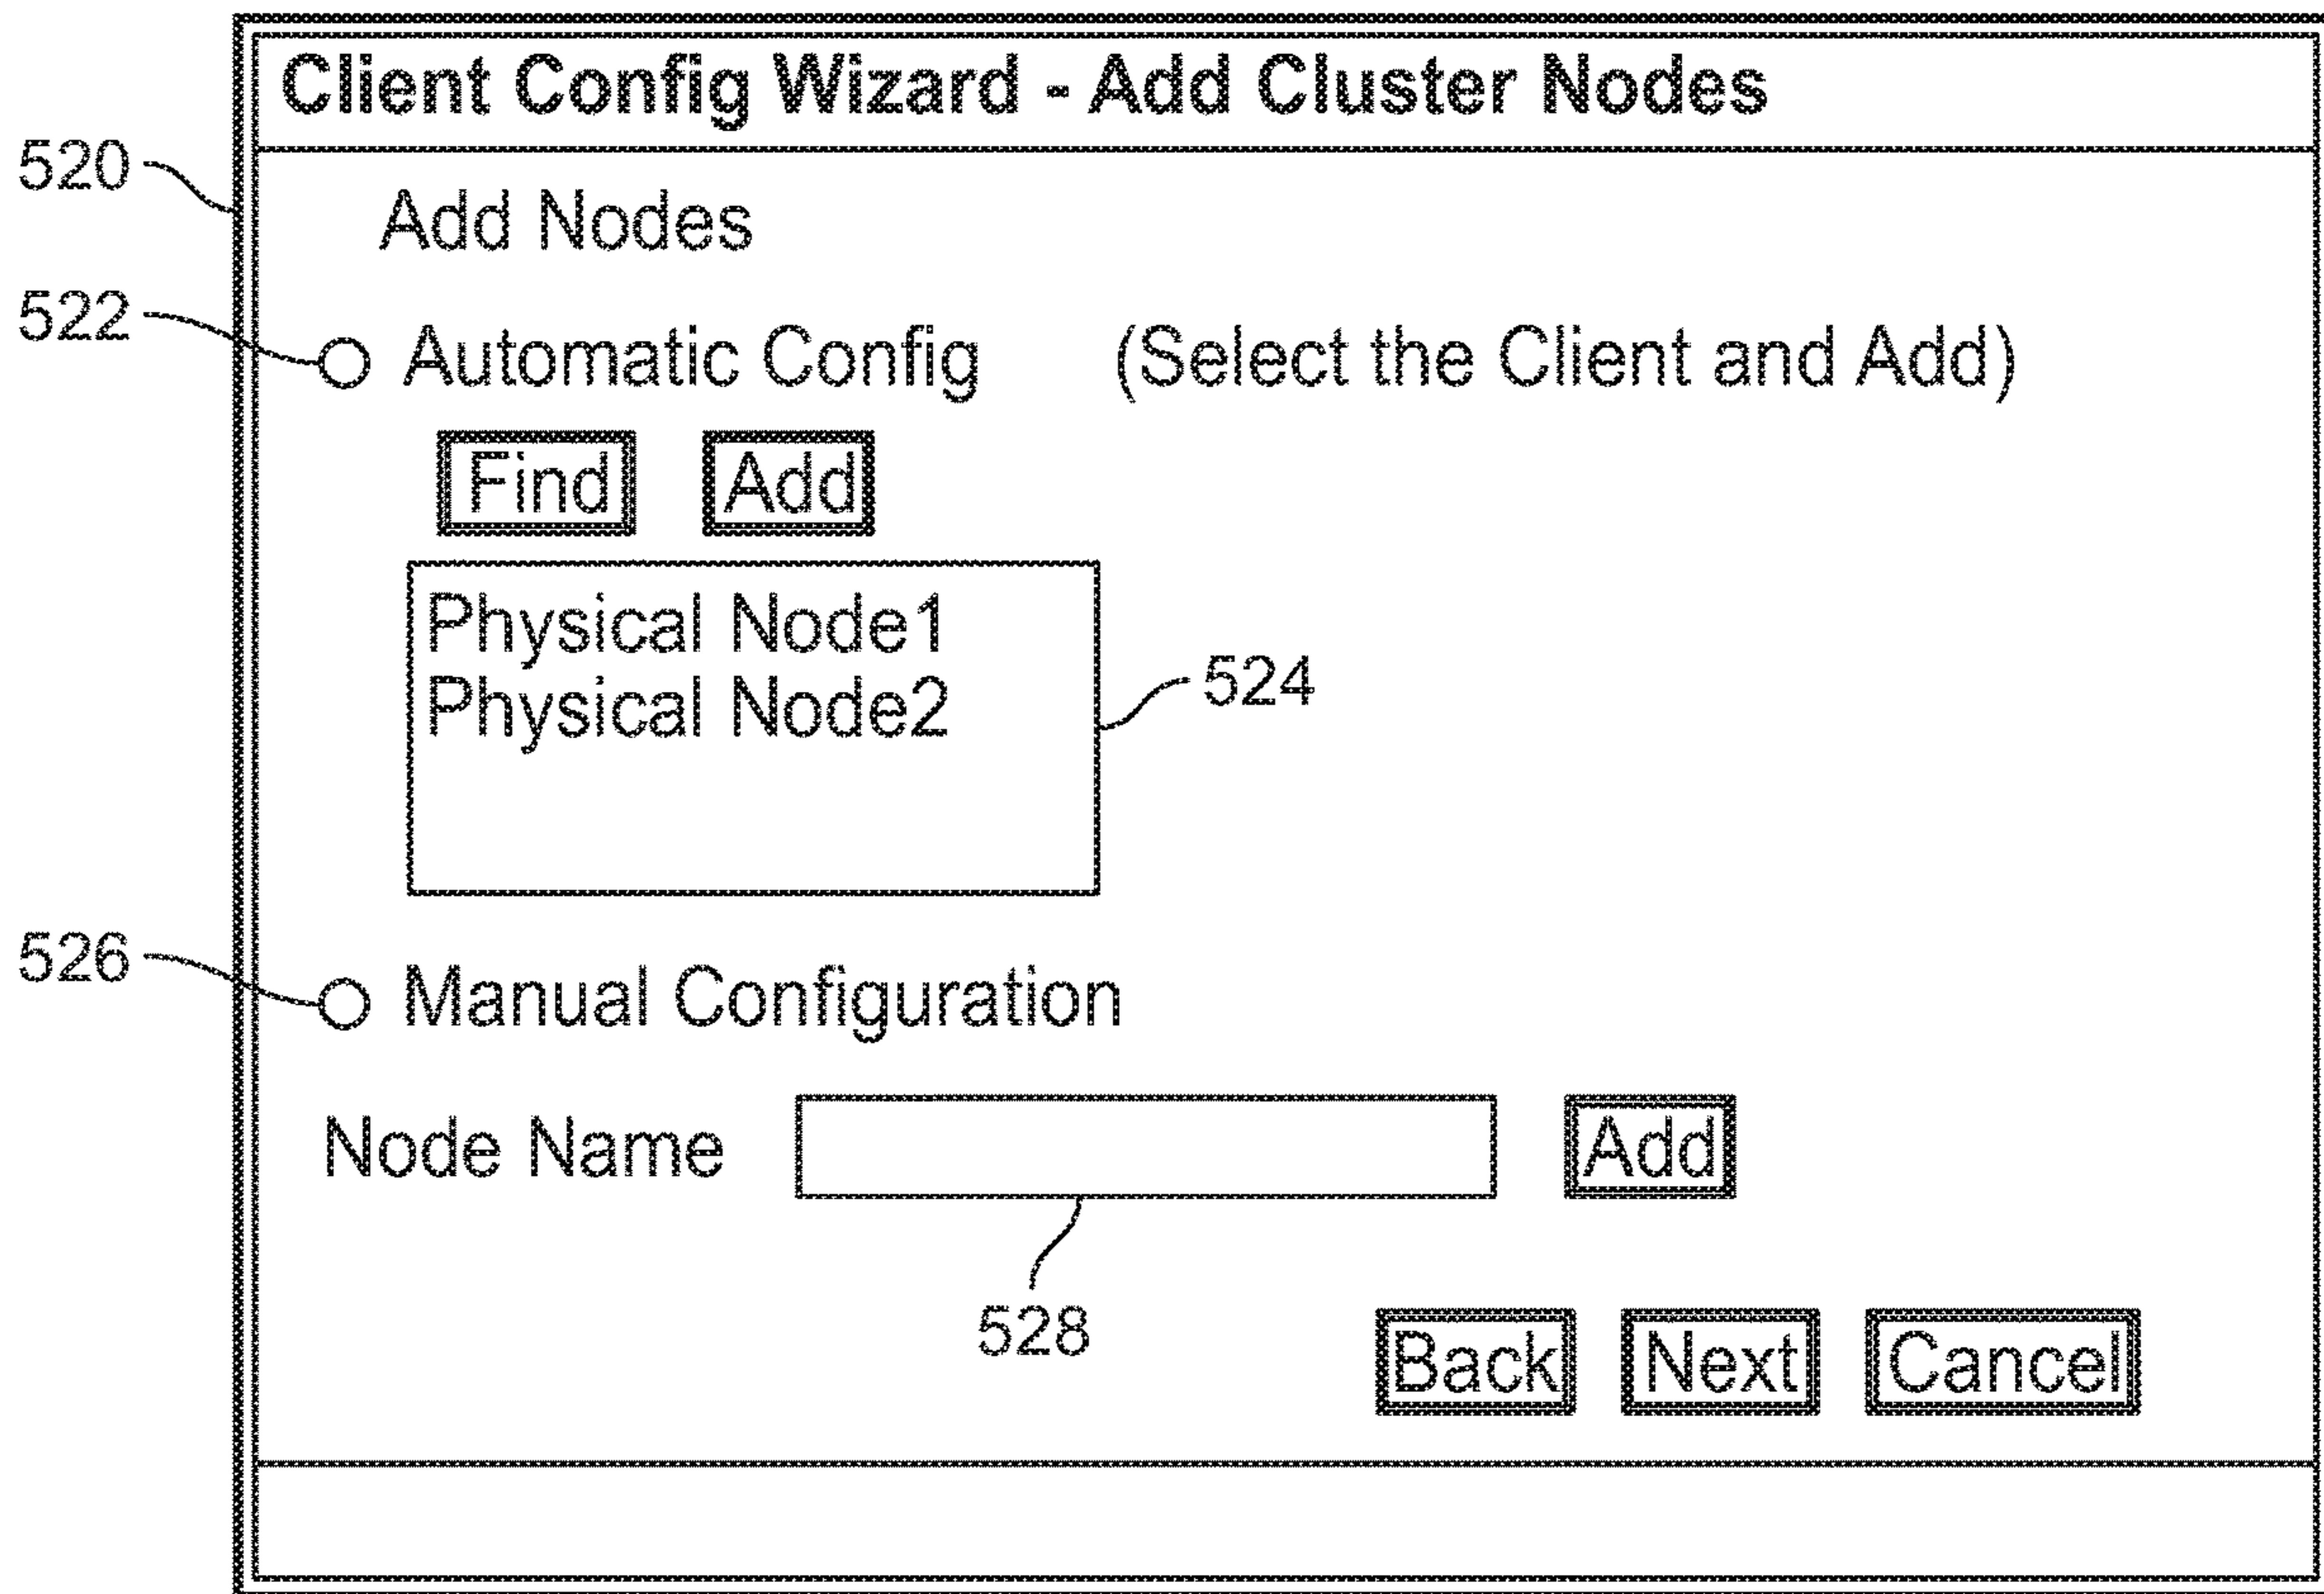 Client Config Wizard - Add Cluster Nodes
520
Add Nodes
522
Automatic Config (Select the Client and Add)
Find Add
Physical Node1
Physical Node2
524
526
Manual Configuration
Node Name Add
528
Back Next Cancel